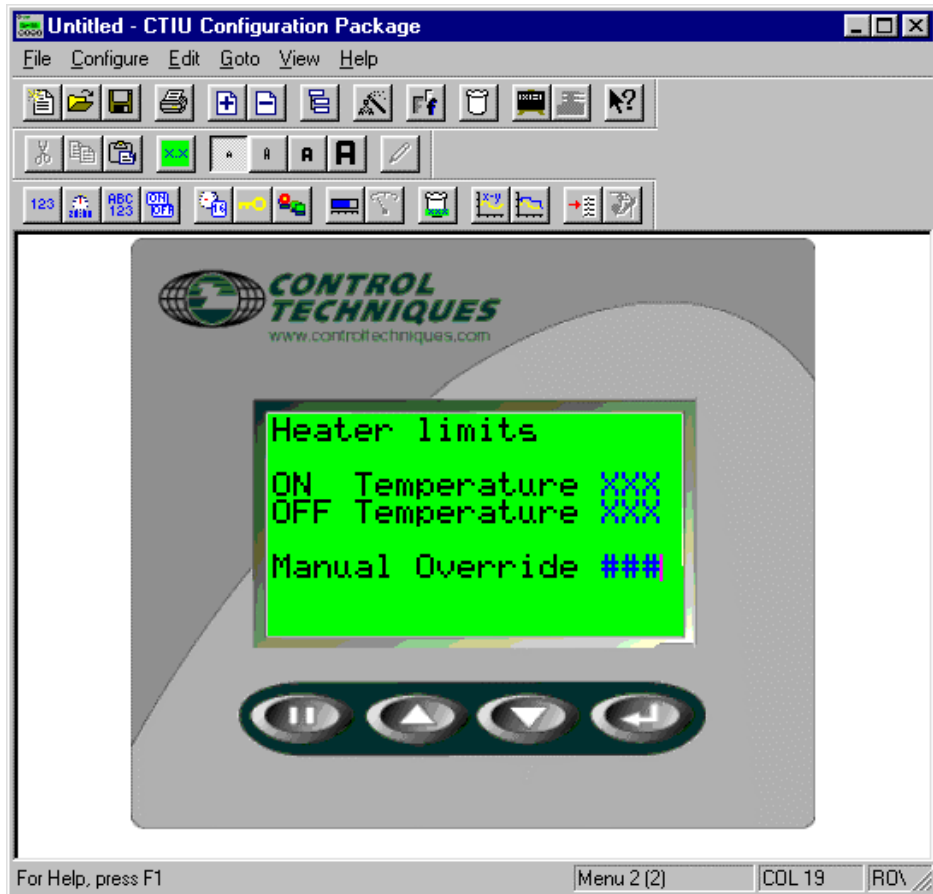 Untitled - CTIU Configuration Package
File Configure Edit Goto View Help
x.x A A A A
123 ABC 123 ON OFF 16 xxx x-y
CONTROL
TECHNIQUES
www.controltechniques.com
Heater limits
ON Temperature XXX
OFF Temperature XXX
Manual Override ###
For Help, press F1 Menu 2 (2) COL 19